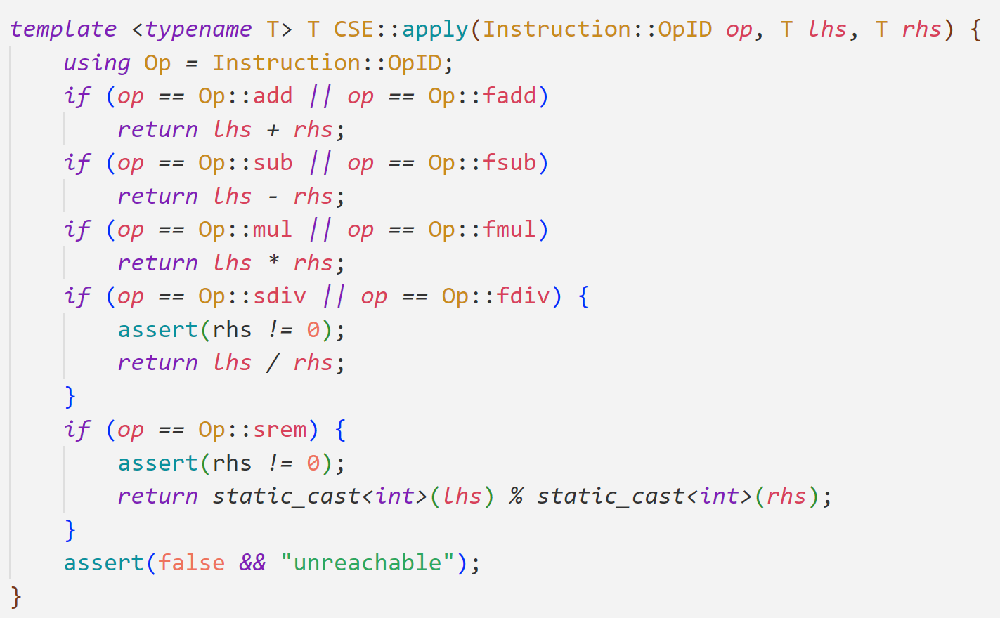 template <typename T> T CSE::apply(Instruction::OpID op, T lhs, T rhs) {
    using Op = Instruction::OpID;
    if (op == Op::add || op == Op::fadd)
        return lhs + rhs;
    if (op == Op::sub || op == Op::fsub)
        return lhs - rhs;
    if (op == Op::mul || op == Op::fmul)
        return lhs * rhs;
    if (op == Op::sdiv || op == Op::fdiv) {
        assert(rhs != 0);
        return lhs / rhs;
    }
    if (op == Op::srem) {
        assert(rhs != 0);
        return static_cast<int>(lhs) % static_cast<int>(rhs);
    }
    assert(false && "unreachable");
}